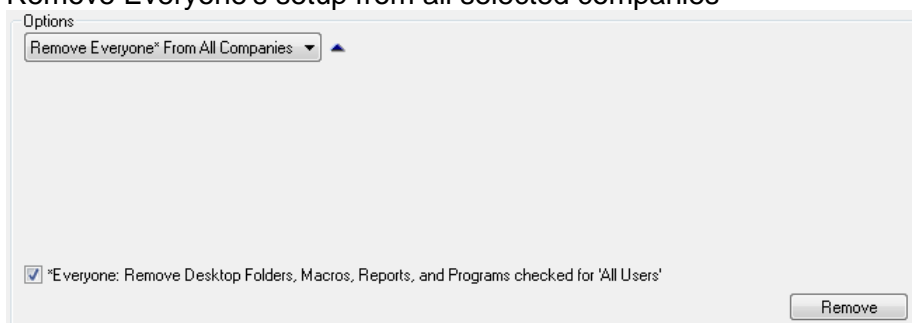 Remove Everyone's setup from all selected companies
Options
Remove Everyone* From All Companies
*Everyone: Remove Desktop Folders, Macros, Reports, and Programs checked for 'All Users'
Remove